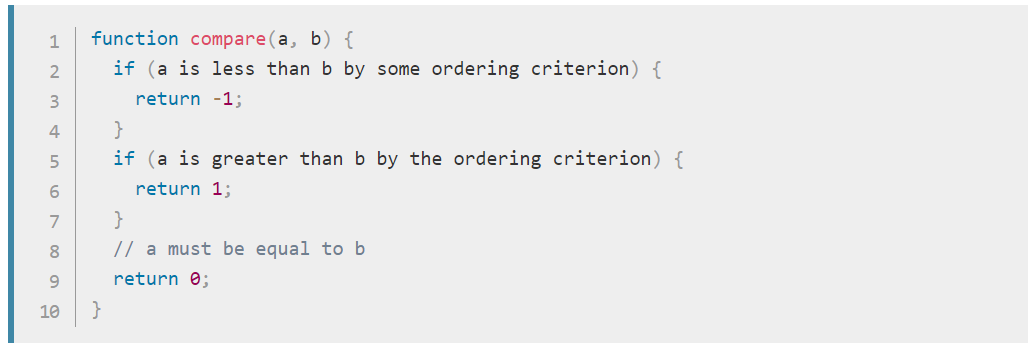 1 function compare(a, b) {
2 if (a is less than b by some ordering criterion) {
3 return -1;
4 }
5 if (a is greater than b by the ordering criterion) {
6 return 1;
7 }
8 // a must be equal to b
9 return 0;
10 }